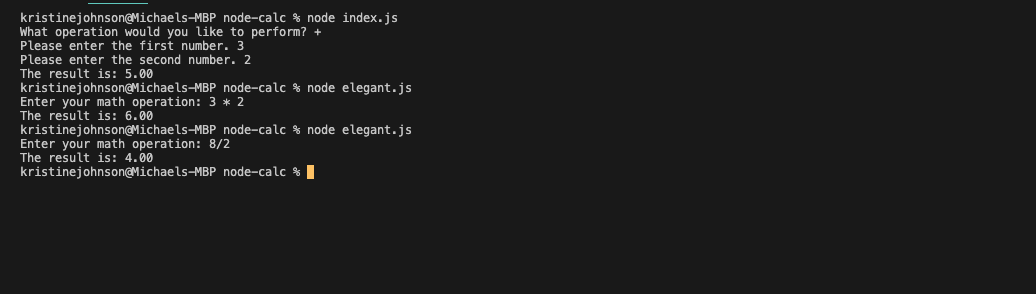 kristinejohnson@Michaels-MBP node-calc % node index.js
What operation would you like to perform? +
Please enter the first number. 3
Please enter the second number. 2
The result is: 5.00
kristinejohnson@Michaels-MBP node-calc % node elegant.js
Enter your math operation: 3 * 2
The result is: 6.00
kristinejohnson@Michaels-MBP node-calc % node elegant.js
Enter your math operation: 8/2
The result is: 4.00
kristinejohnson@Michaels-MBP node-calc %